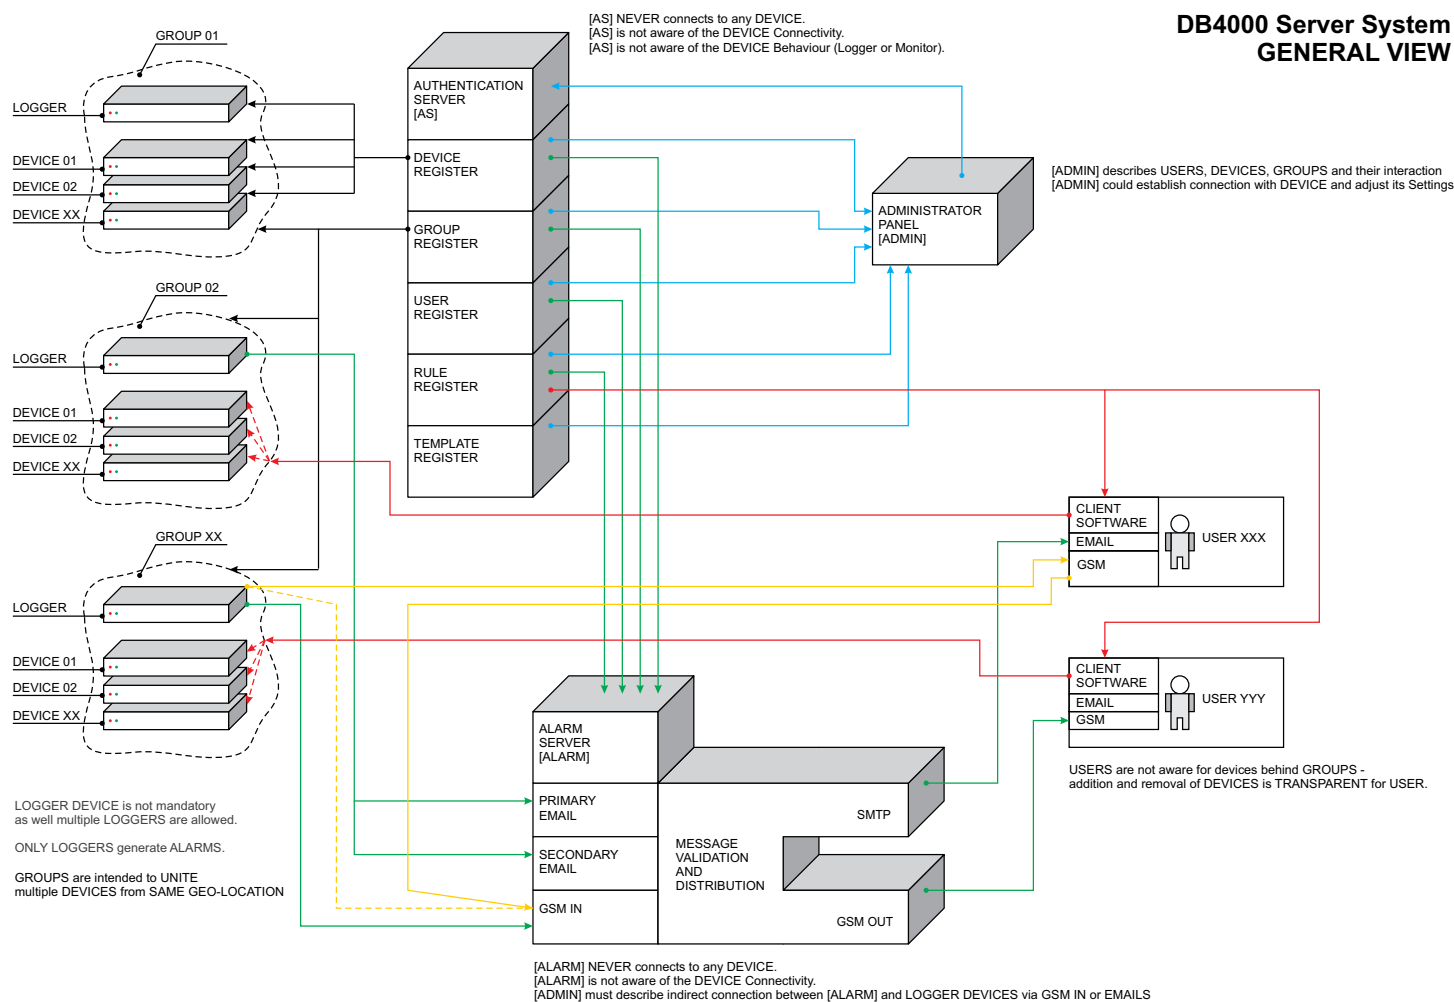 DB4000 Server System
GENERAL VIEW
[AS] NEVER connects to any DEVICE.
[AS] is not aware of the DEVICE Connectivity.
[AS] is not aware of the DEVICE Behaviour (Logger or Monitor).
GROUP 01
LOGGER
DEVICE 01
DEVICE 02
DEVICE XX
GROUP 02
LOGGER
DEVICE 01
DEVICE 02
DEVICE XX
GROUP XX
LOGGER
DEVICE 01
DEVICE 02
DEVICE XX
AUTHENTICATION
SERVER
[AS]
DEVICE
REGISTER
GROUP
REGISTER
USER
REGISTER
RULE
REGISTER
TEMPLATE
REGISTER
ADMINISTRATOR
PANEL
[ADMIN]
[ADMIN] describes USERS, DEVICES, GROUPS and their interaction
[ADMIN] could establish connection with DEVICE and adjust its Settings
CLIENT
SOFTWARE
EMAIL
GSM
USER XXX
CLIENT
SOFTWARE
EMAIL
GSM
USER YYY
USERS are not aware for devices behind GROUPS -
addition and removal of DEVICES is TRANSPARENT for USER.
LOGGER DEVICE is not mandatory
as well multiple LOGGERS are allowed.
ONLY LOGGERS generate ALARMS.
GROUPS are intended to UNITE
multiple DEVICES from SAME GEO-LOCATION
ALARM
SERVER
[ALARM]
PRIMARY
EMAIL
SECONDARY
EMAIL
GSM IN
MESSAGE
VALIDATION
AND
DISTRIBUTION
SMTP
GSM OUT
[ALARM] NEVER connects to any DEVICE.
[ALARM] is not aware of the DEVICE Connectivity.
[ADMIN] must describe indirect connection between [ALARM] and LOGGER DEVICES via GSM IN or EMAILS